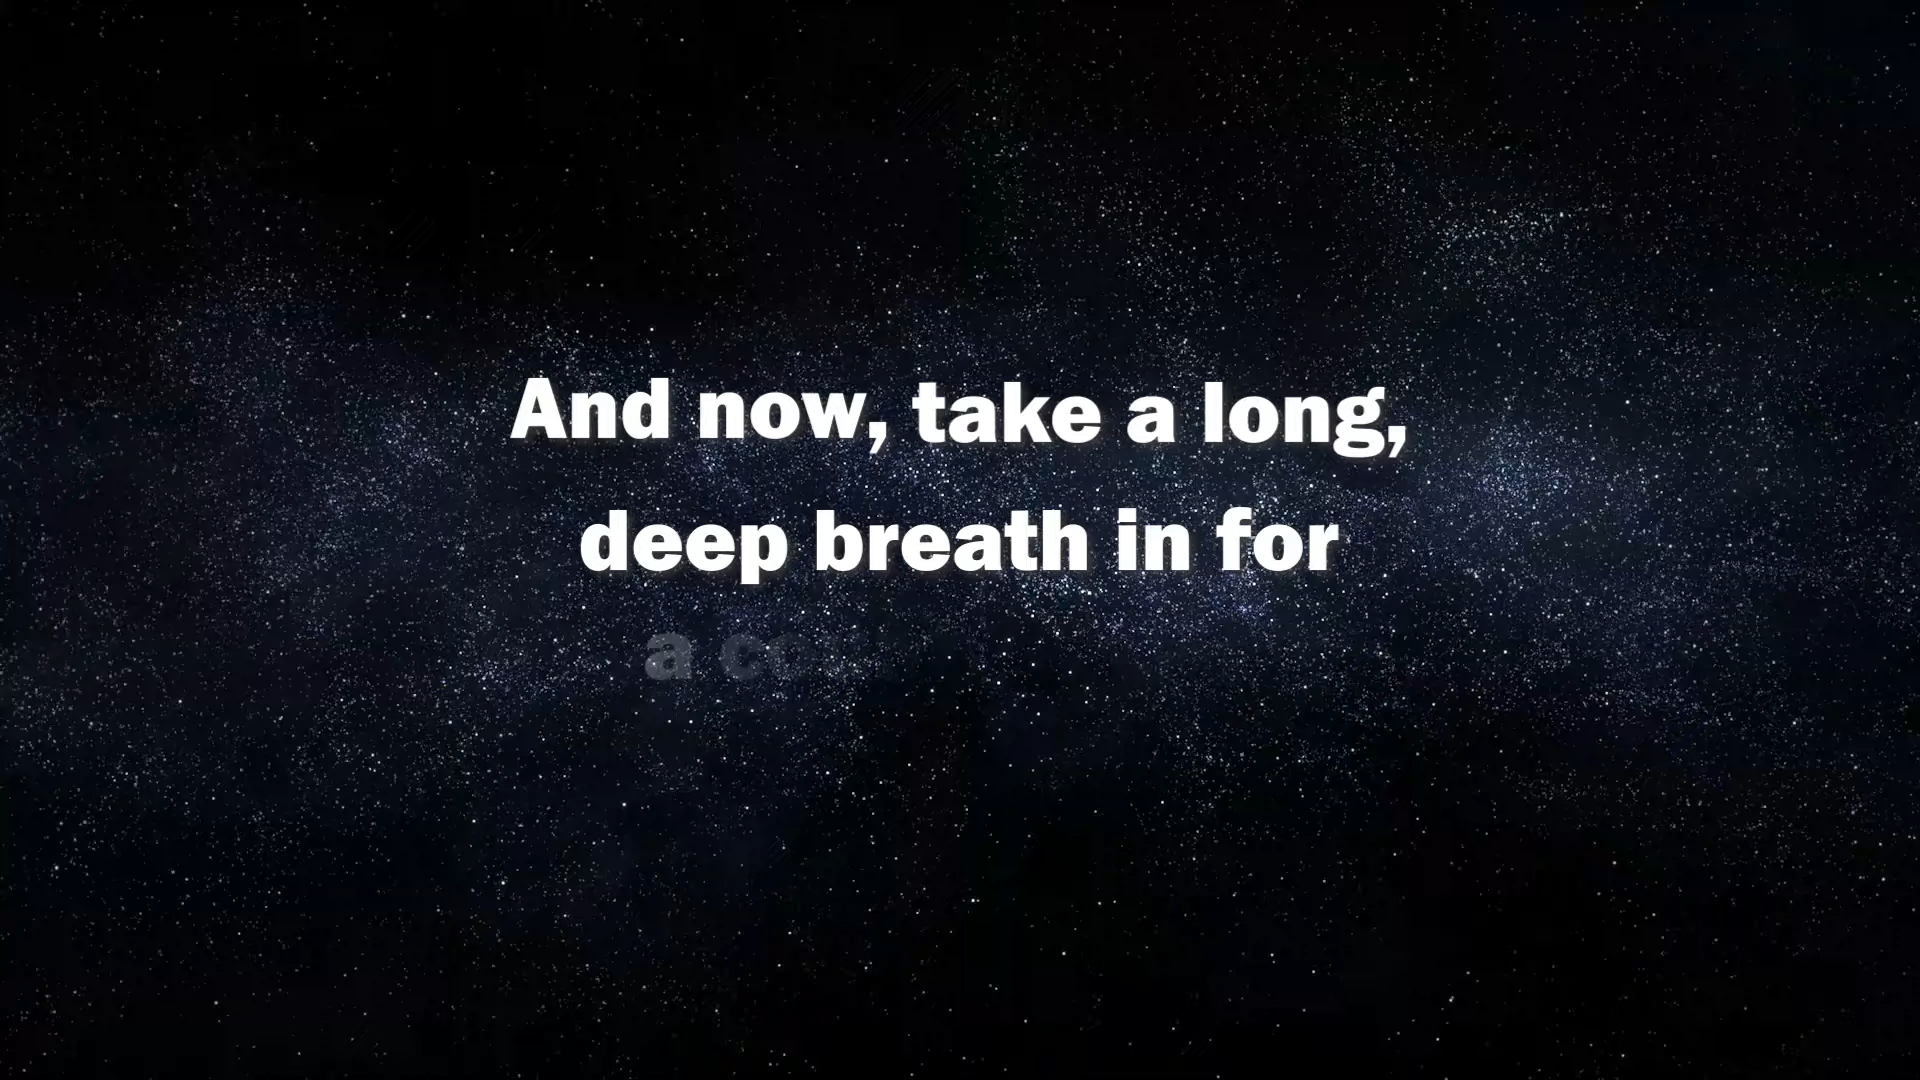 And now, take a long,
deep breath in for
a